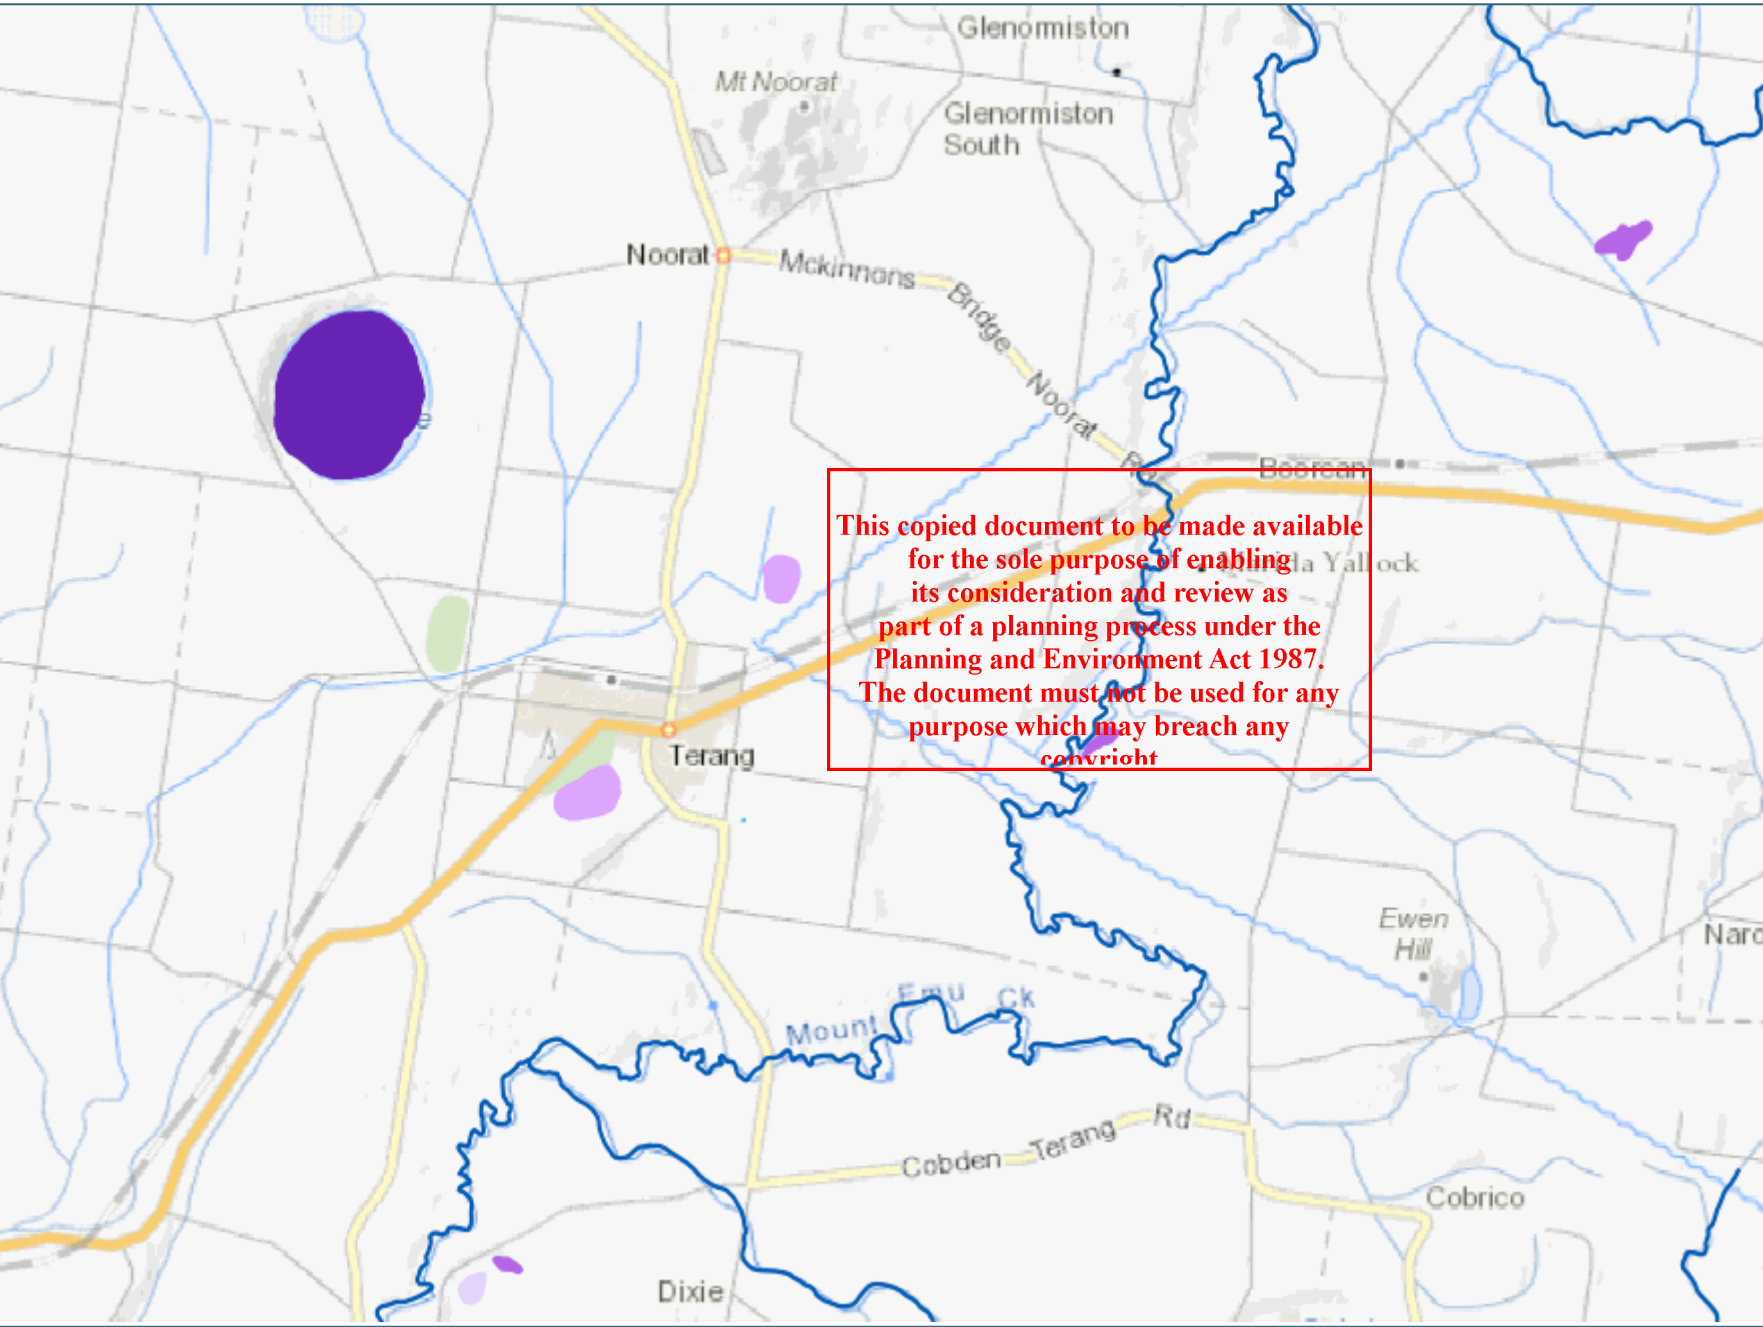 Glenormiston
Mt Noorat
Glenormiston
South
Noorat
Mckinnons
Bridge
Noorat
Rd
Boorcan
This copied document to be made available
for the sole purpose of enabling
Yallock
its consideration and review as
part of a planning process under the
Planning and Environment Act 1987.
The document must not be used for any
purpose which may breach any
copyright
Terang
Ewen
Hill
Mount Emu Ck
Cobden Terang Rd
Cobrico
Dixie